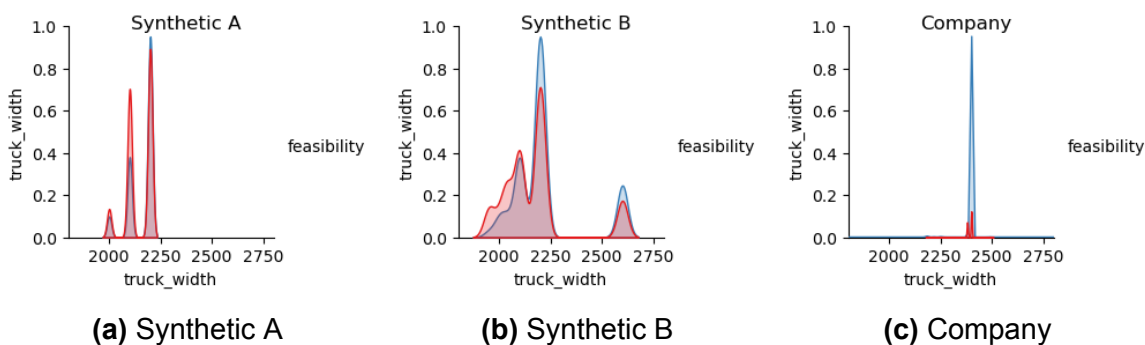 Synthetic A
1.0
0.8
0.6
0.4
0.2
0.0
truck_width
2000 2250 2500 2750
truck_width
feasibility
(a) Synthetic A
Synthetic B
1.0
0.8
0.6
0.4
0.2
0.0
truck_width
2000 2250 2500 2750
truck_width
feasibility
(b) Synthetic B
Company
1.0
0.8
0.6
0.4
0.2
0.0
truck_width
2000 2250 2500 2750
truck_width
feasibility
(c) Company